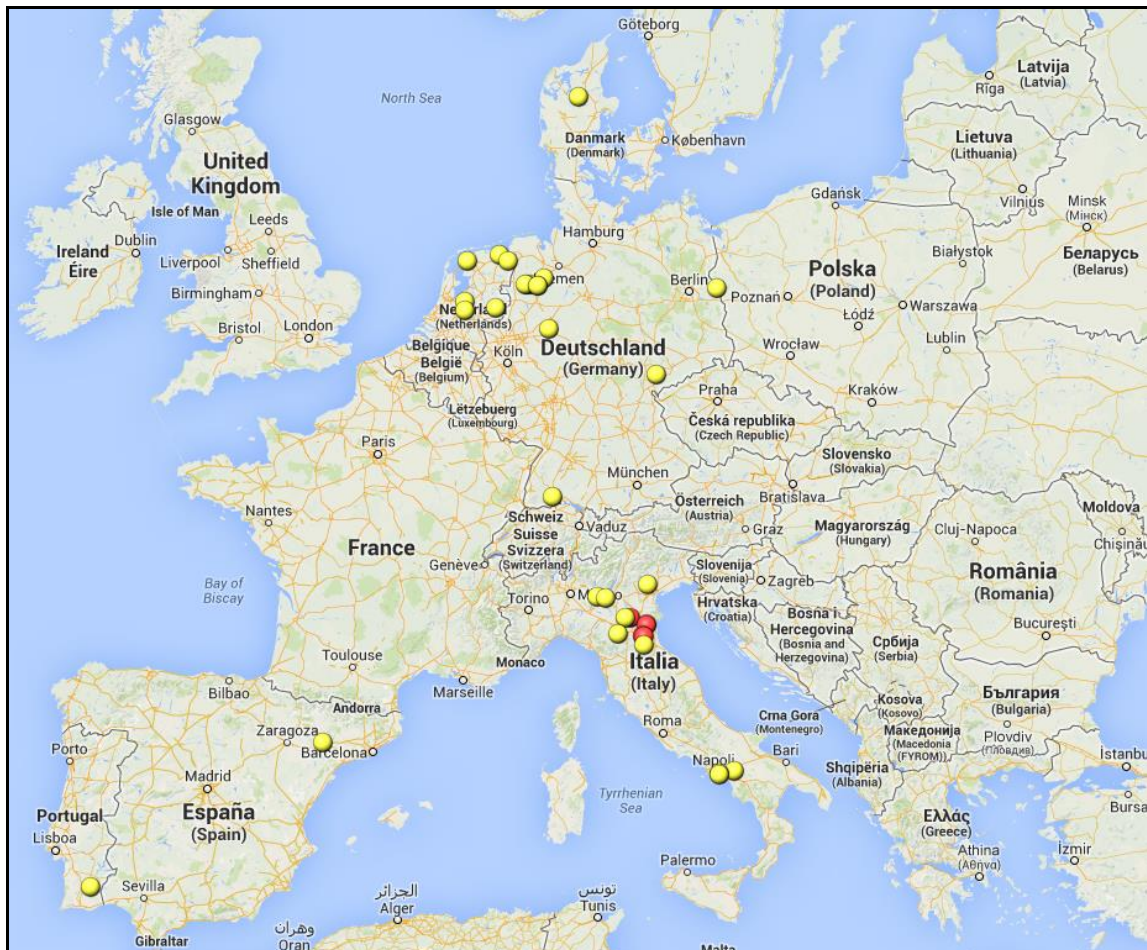 Göteborg
Latvija
(Latvia)
Rīga
North Sea
Glasgow
Danmark
(Denmark)
København
Lietuva
(Lithuania)
Vilnius
United
Kingdom
Isle of Man
Gdańsk
Minsk
(Мінск)
Leeds
Dublin
Ireland
Éire
Hamburg
Liverpool
Sheffield
Białystok
Беларусь
(Belarus)
Polska
(Poland)
Berlin
Birmingham
Poznań
Warszawa
Bristol
London
(Netherlands)
Łódź
Belgique
België
(Belgium)
Köln
Deutschland
(Germany)
Wrocław
Lublin
Praha
Kraków
Lëtzebuerg
(Luxembourg)
Česká republika
(Czech Republic)
Paris
Slovensko
(Slovakia)
München
Bratislava
Nantes
Österreich
(Austria)
Schweiz
Suisse
Svizzera
(Switzerland)
Vaduz
Graz
Magyarország
(Hungary)
Cluj-Napoca
Moldova
Chișinău
France
Genève
Slovenija
(Slovenia)
Zagreb
România
(Romania)
Bay of
Biscay
Torino
Hrvatska
(Croatia)
Bosna i
Hercegovina
(Bosnia and
Herzegovina)
Србија
(Serbia)
București
Toulouse
Monaco
Italia
(Italy)
Marseille
Bilbao
Andorra
Kosova
(Kosovo)
България
(Bulgaria)
Zaragoza
Barcelona
Roma
Crna Gora
(Montenegro)
Македонија
(Macedonia
(FYROM))
Plovdiv
(Пловдив)
Porto
Napoli
Bari
İstanbu
Madrid
Shqipëria
(Albania)
Tyrrhenian
Sea
Bursa
Portugal
España
(Spain)
Ελλάς
(Greece)
Lisboa
Athina
(Αθήνα)
İzmir
Palermo
Sevilla
الجزائر
Alger
تونس
Tunis
Gibraltar
وهران
Oran
Malta